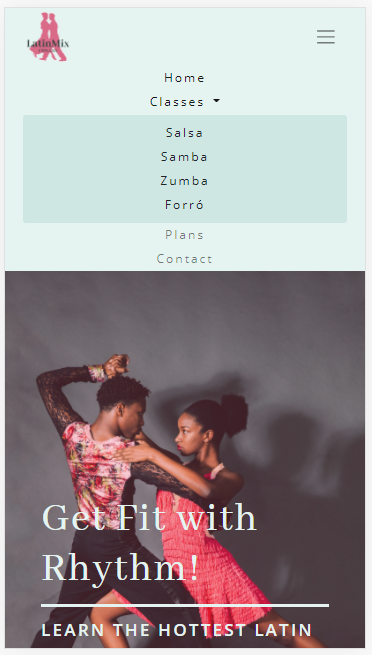 LatinMix
Home
Classes
Salsa
Samba
Zumba
Forró
Plans
Contact
Get Fit with
Rhythm!
LEARN THE HOTTEST LATIN